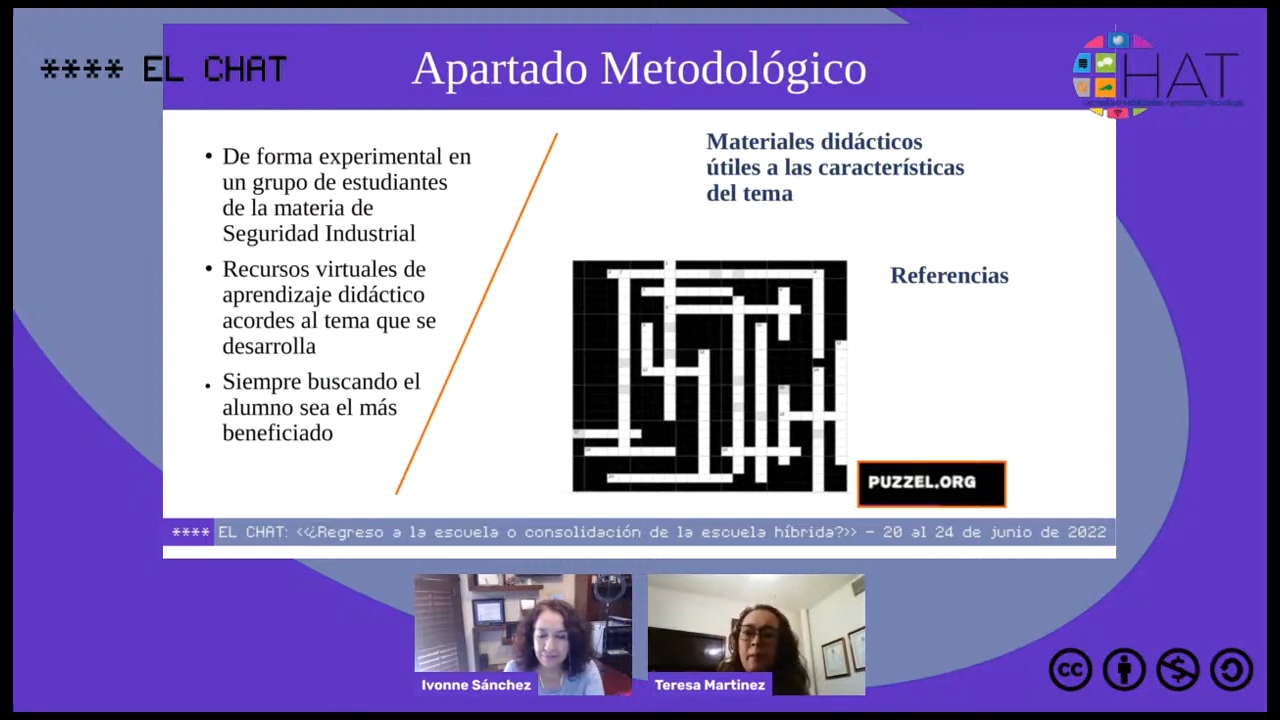 **** EL CHAT
Apartado Metodológico
HAT
• De forma experimental en
un grupo de estudiantes
de la materia de
Seguridad Industrial
• Recursos virtuales de
aprendizaje didáctico
acordes al tema que se
desarrolla
• Siempre buscando el
alumno sea el más
beneficiado
Materiales didácticos
útiles a las características
del tema
Referencias
PUZZEL.ORG
**** EL CHAT: <<¿Regreso a la escuela o consolidación de la escuela híbrida?>> – 20 al 24 de junio de 2022
Ivonne Sánchez
Teresa Martinez
cc